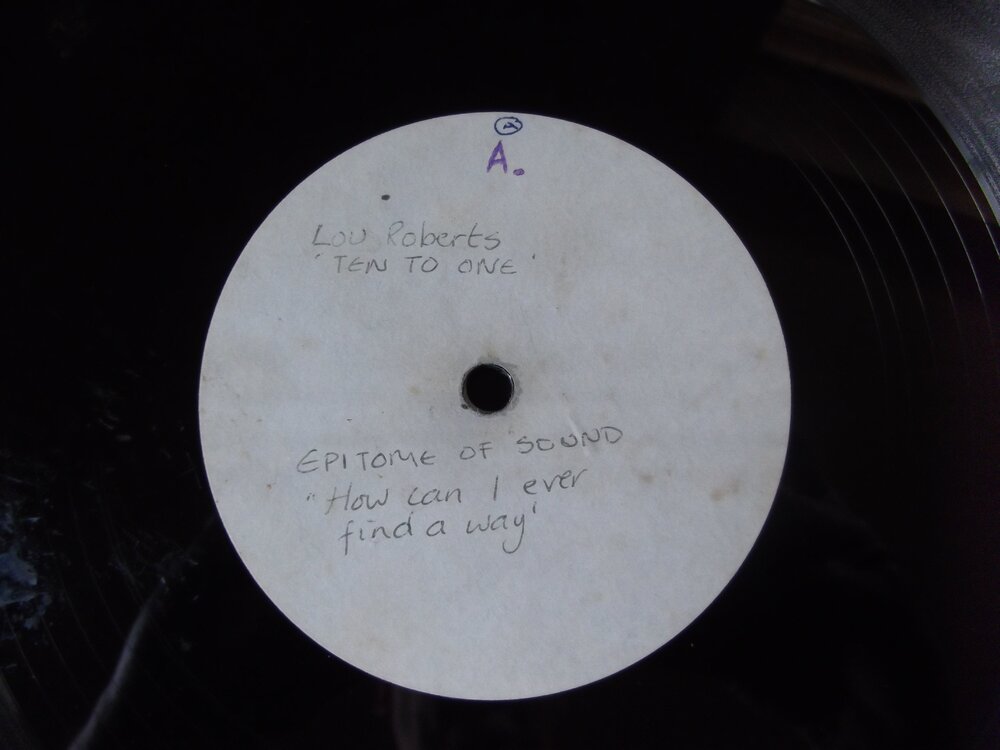 A.
Lou Roberts
'TEN TO ONE'
EPITOME OF SOUND
"How can I ever
find a way'